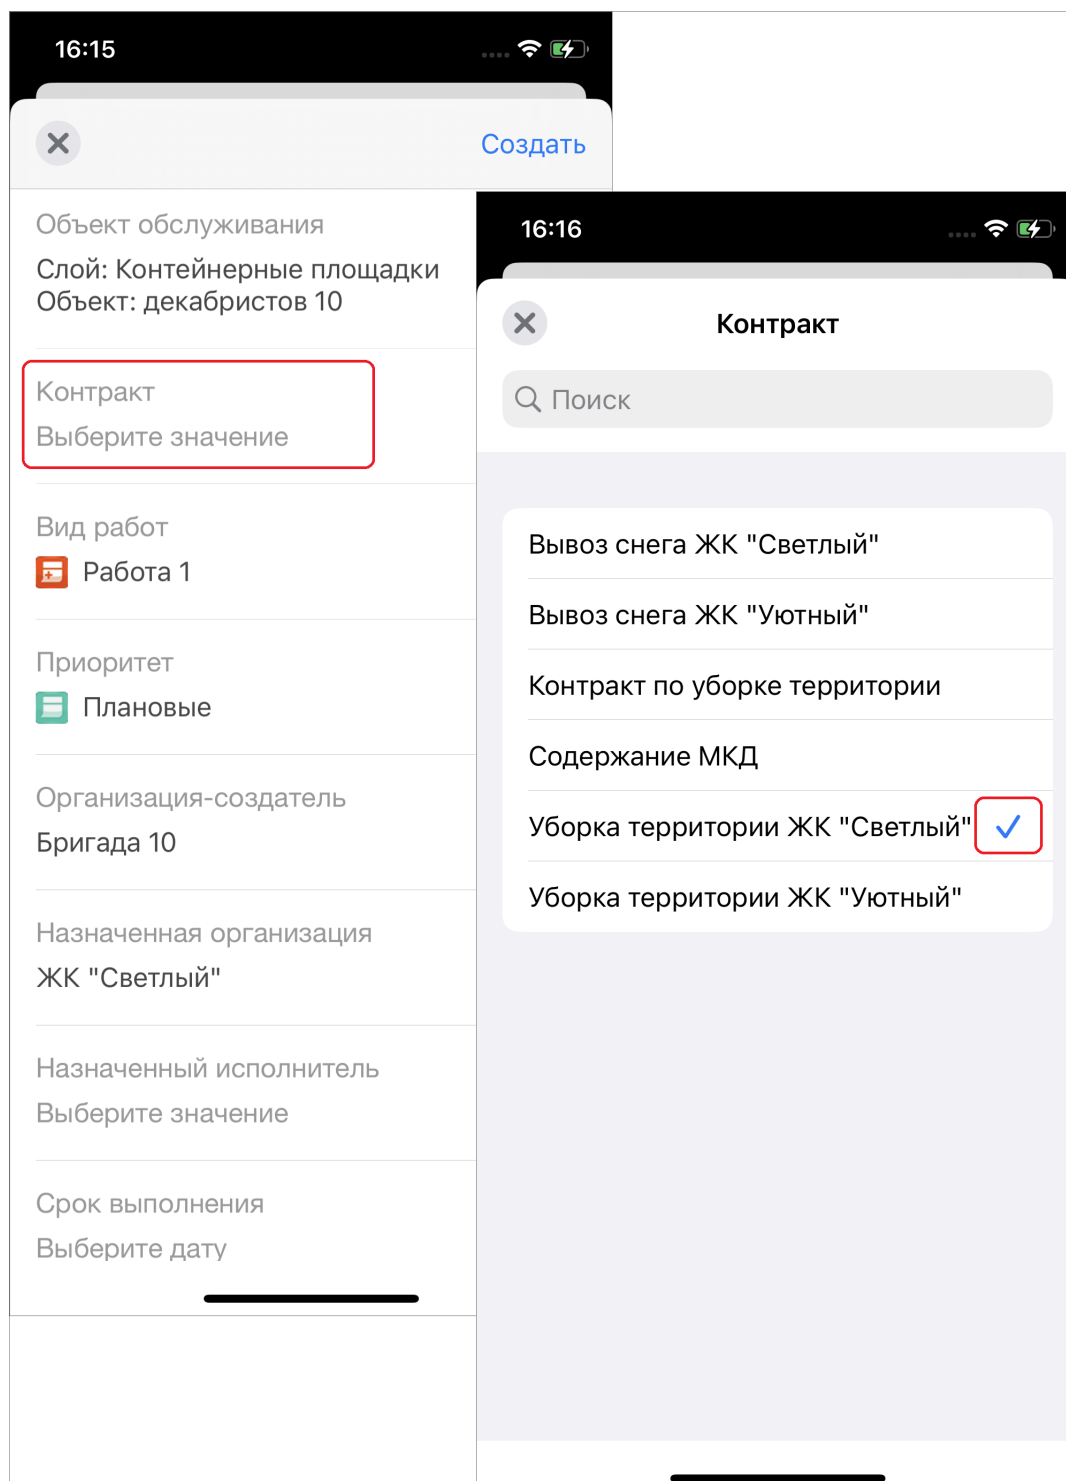 16:15
Создать
Объект обслуживания
Слой: Контейнерные площадки
Объект: декабристов 10
Контракт
Выберите значение
Вид работ
Работа 1
Приоритет
Плановые
Организация-создатель
Бригада 10
Назначенная организация
ЖК "Светлый"
Назначенный исполнитель
Выберите значение
Срок выполнения
Выберите дату
16:16
Контракт
Поиск
Вывоз снега ЖК "Светлый"
Вывоз снега ЖК "Уютный"
Контракт по уборке территории
Содержание МКД
Уборка территории ЖК "Светлый"
Уборка территории ЖК "Уютный"